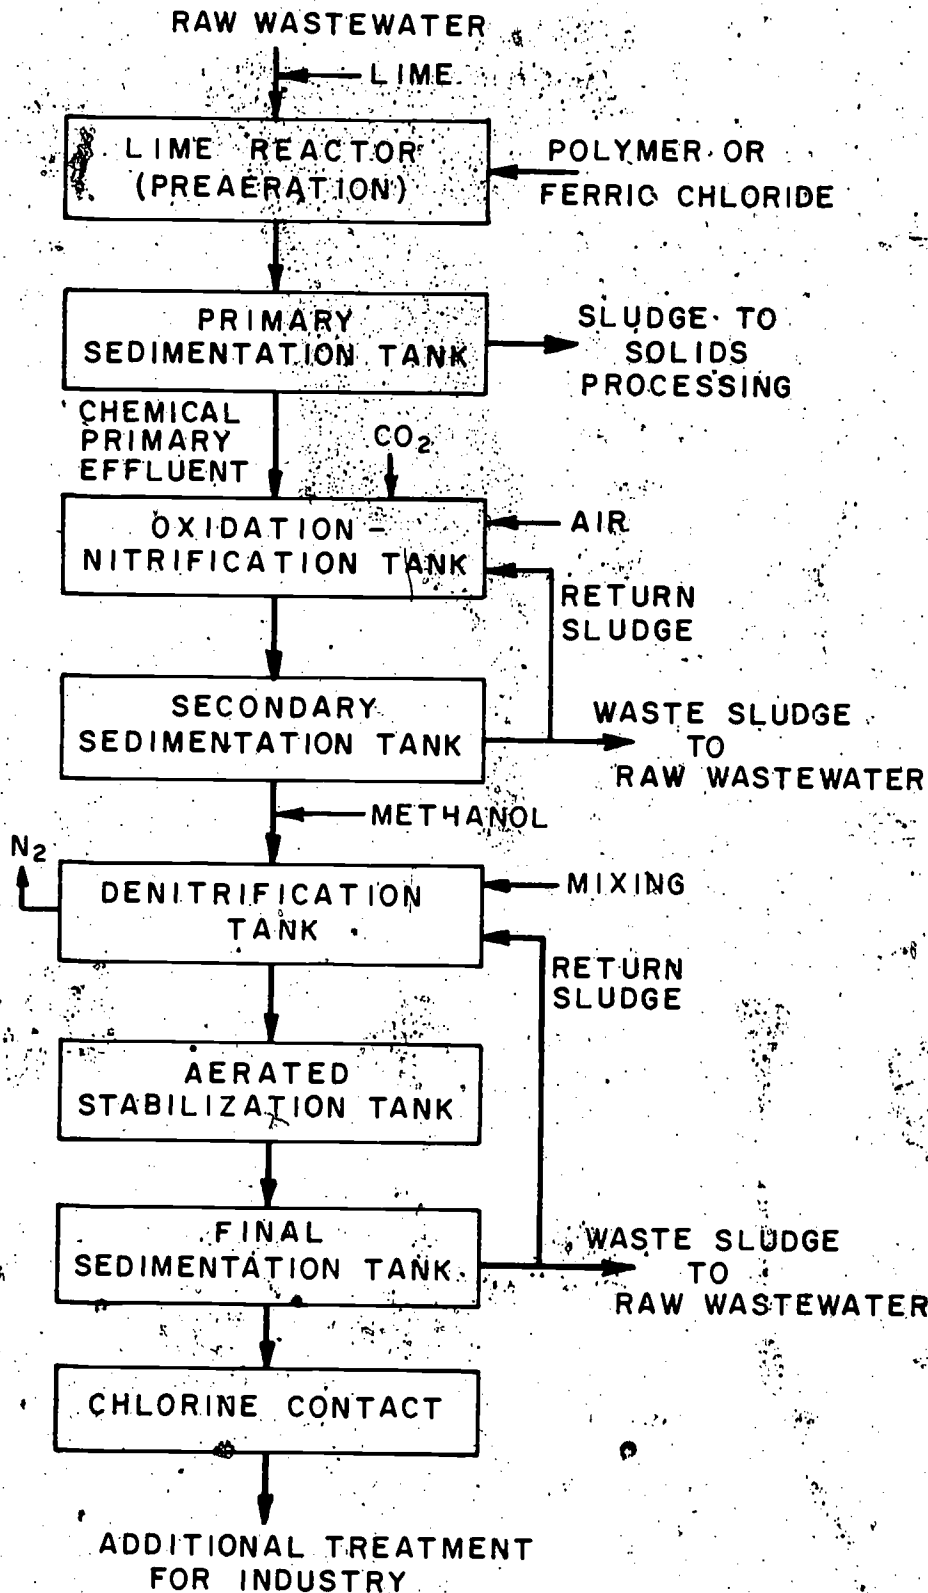 RAW WASTEWATER
LIME
LIME REACTOR
(PREAERATION)
POLYMER OR
FERRIC CHLORIDE
PRIMARY
SEDIMENTATION TANK
SLUDGE TO
SOLIDS
PROCESSING
CHEMICAL
PRIMARY
EFFLUENT
CO2
OXIDATION -
NITRIFICATION TANK
AIR
RETURN
SLUDGE
SECONDARY
SEDIMENTATION TANK
WASTE SLUDGE
TO
RAW WASTEWATER
METHANOL
N2
DENITRIFICATION
TANK
MIXING
RETURN
SLUDGE
AERATED
STABILIZATION TANK
FINAL
SEDIMENTATION TANK
WASTE SLUDGE
TO
RAW WASTEWATER
CHLORINE CONTACT
ADDITIONAL TREATMENT
FOR INDUSTRY